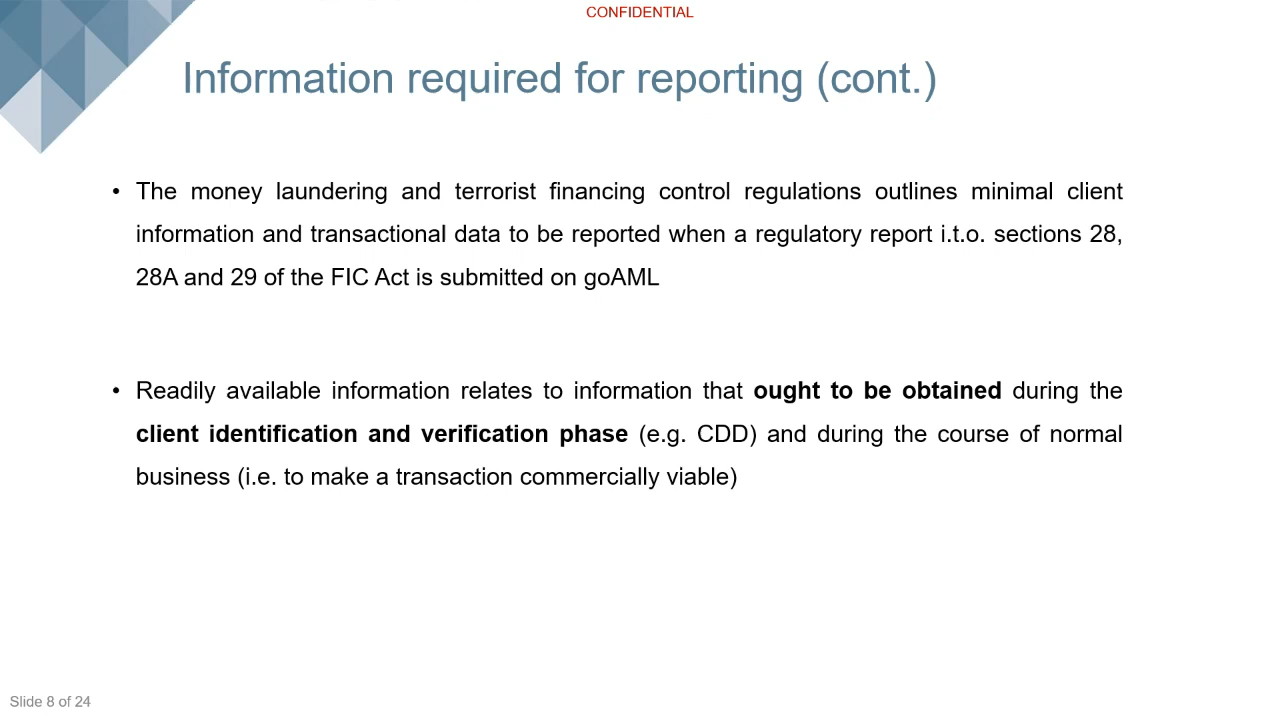 CONFIDENTIAL
Information required for reporting (cont.)
• The money laundering and terrorist financing control regulations outlines minimal client
information and transactional data to be reported when a regulatory report i.t.o. sections 28,
28A and 29 of the FIC Act is submitted on goAML
• Readily available information relates to information that ought to be obtained during the
client identification and verification phase (e.g. CDD) and during the course of normal
business (i.e. to make a transaction commercially viable)
Slide 8 of 24